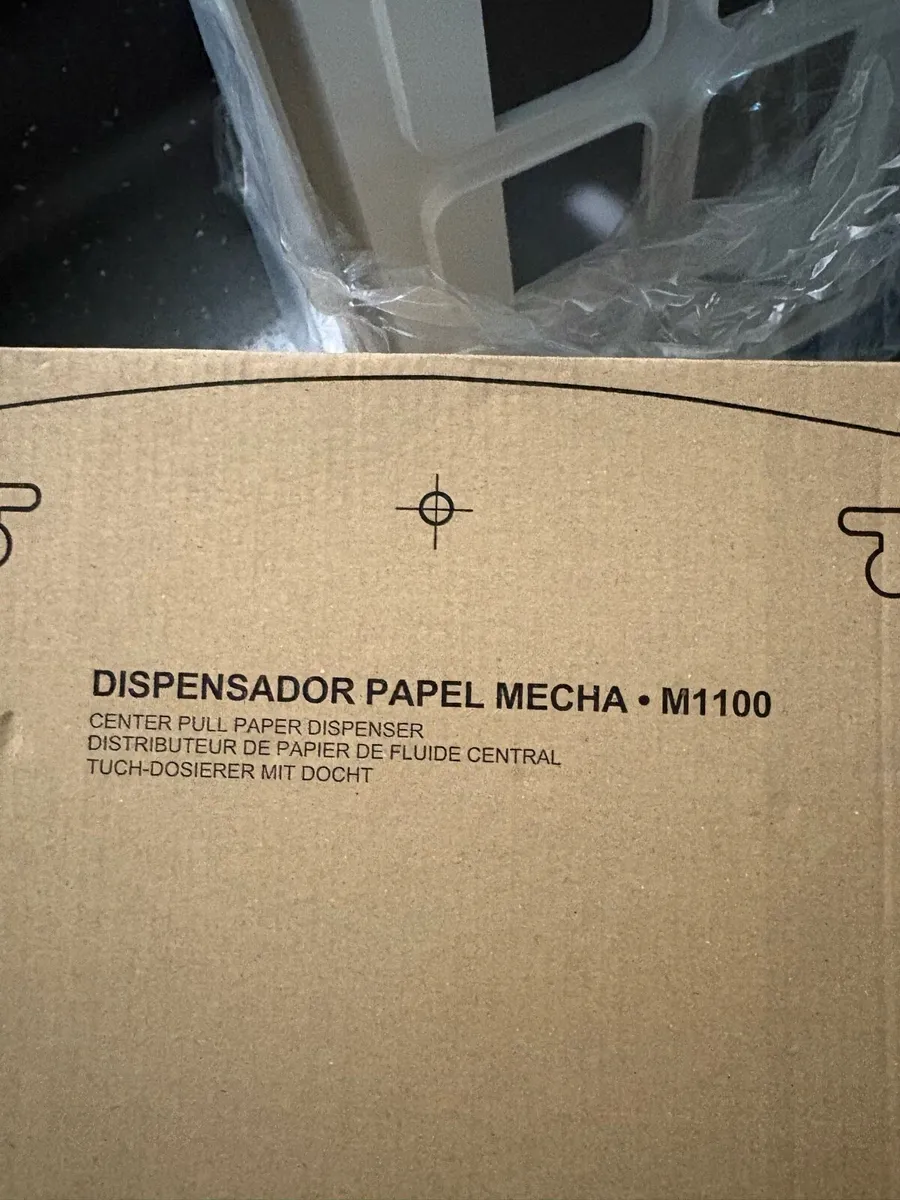 DISPENSADOR PAPEL MECHA • M1100
CENTER PULL PAPER DISPENSER
DISTRIBUTEUR DE PAPIER DE FLUIDE CENTRAL
TUCH-DOSIERER MIT DOCHT